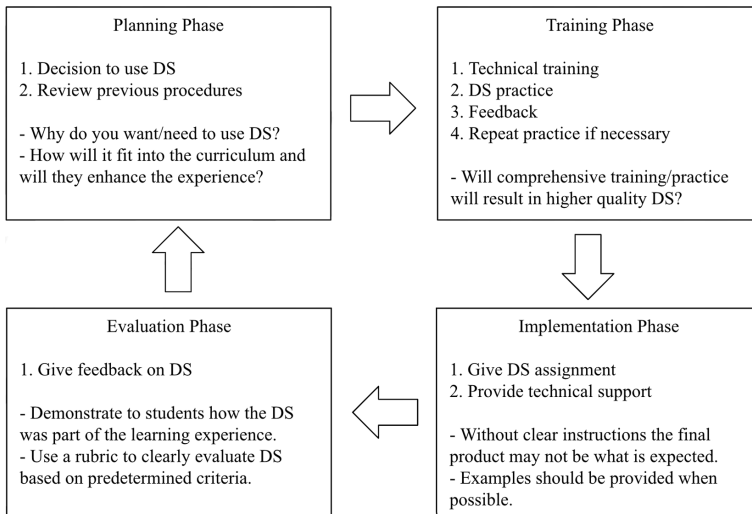 Planning Phase
1. Decision to use DS
2. Review previous procedures
- Why do you want/need to use DS?
- How will it fit into the curriculum and
will they enhance the experience?
Training Phase
1. Technical training
2. DS practice
3. Feedback
4. Repeat practice if necessary
- Will comprehensive training/practice
will result in higher quality DS?
Evaluation Phase
1. Give feedback on DS
- Demonstrate to students how the DS
was part of the learning experience.
- Use a rubric to clearly evaluate DS
based on predetermined criteria.
Implementation Phase
1. Give DS assignment
2. Provide technical support
- Without clear instructions the final
product may not be what is expected.
- Examples should be provided when
possible.